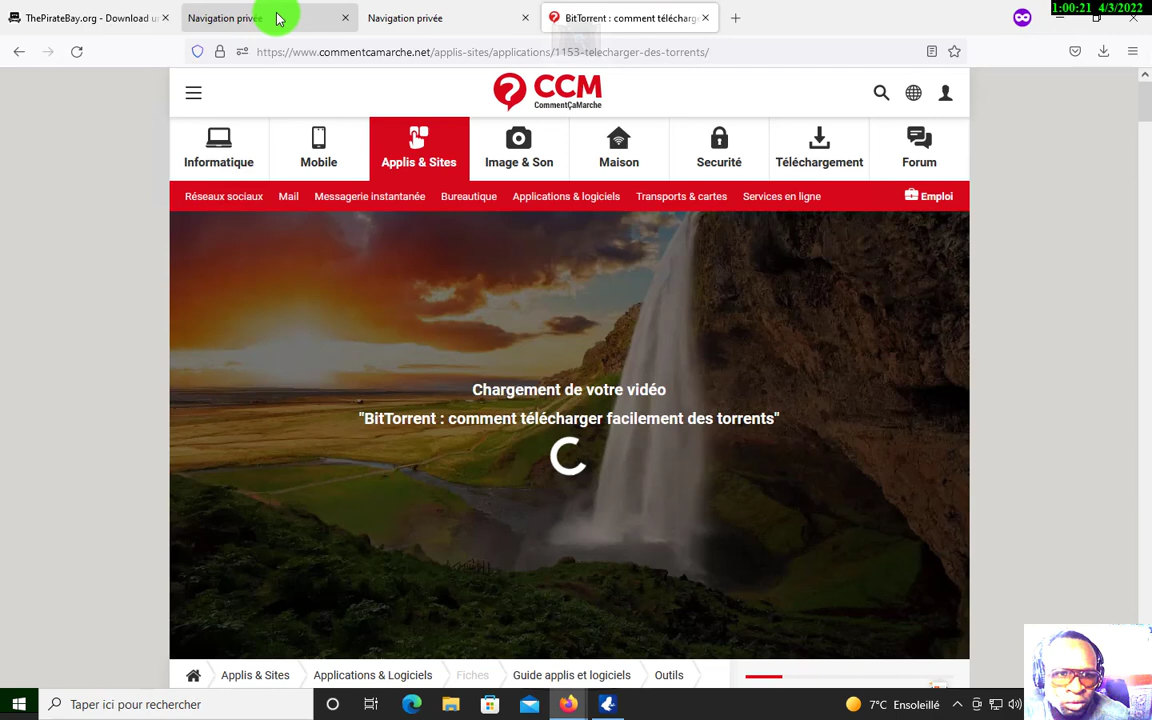 ThePirateBay.org - Download u
Navigation privée
Navigation privée
BitTorrent : comment télécharg
1:00:21 4/3/2022
https://www.commentcamarche.net/applis-sites/applications/1153-telecharger-des-torrents/
CCM
CommentÇaMarche
Informatique
Mobile
Applis & Sites
Image & Son
Maison
Securité
Téléchargement
Forum
Réseaux sociaux
Mail
Messagerie instantanée
Bureautique
Applications & logiciels
Transports & cartes
Services en ligne
Emploi
Chargement de votre vidéo
"BitTorrent : comment télécharger facilement des torrents"
Applis & Sites
Applications & Logiciels
Fiches
Guide applis et logiciels
Outils
Taper ici pour rechercher
7°C Ensoleillé